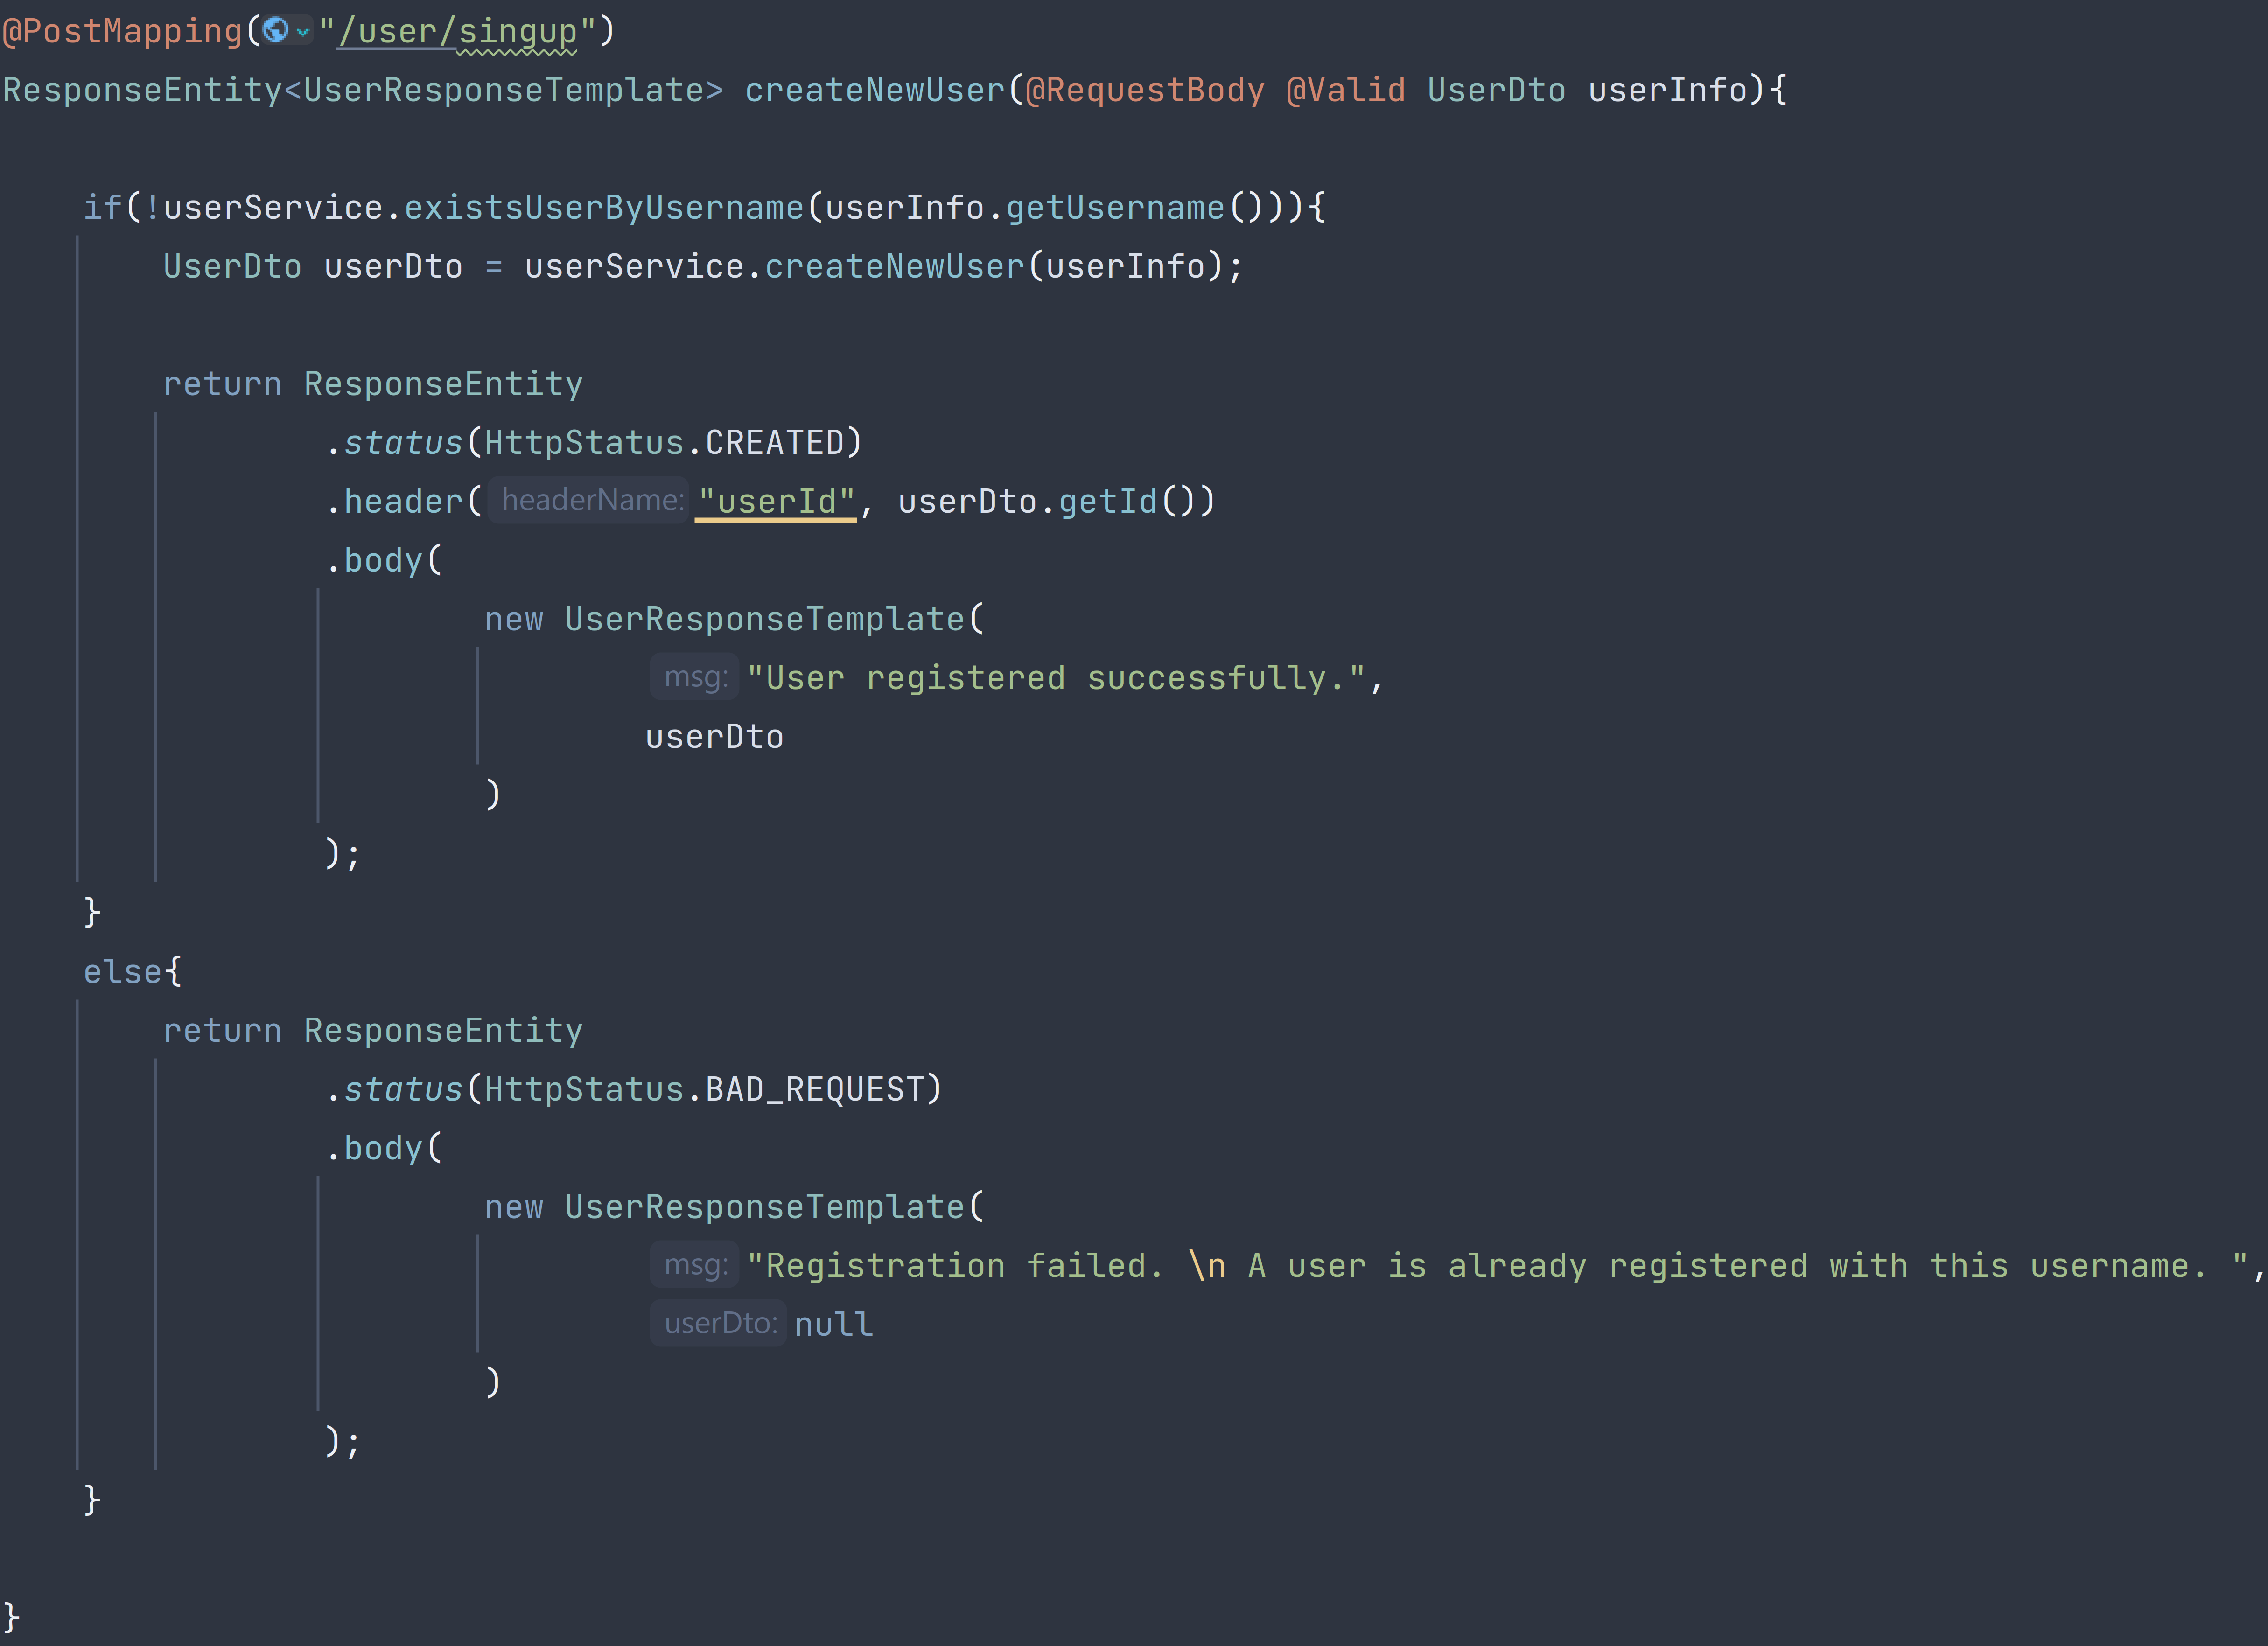 @PostMapping("/user/singup")
ResponseEntity<UserResponseTemplate> createNewUser(@RequestBody @Valid UserDto userInfo){
if(!userService.existsUserByUsername(userInfo.getUsername())){
UserDto userDto = userService.createNewUser(userInfo);
return ResponseEntity
.status(HttpStatus.CREATED)
.header( headerName: "userId", userDto.getId())
.body(
new UserResponseTemplate(
msg: "User registered successfully.",
userDto
)
);
}
else{
return ResponseEntity
.status(HttpStatus.BAD_REQUEST)
.body(
new UserResponseTemplate(
msg: "Registration failed. \n A user is already registered with this username. ",
userDto: null
)
);
}
}